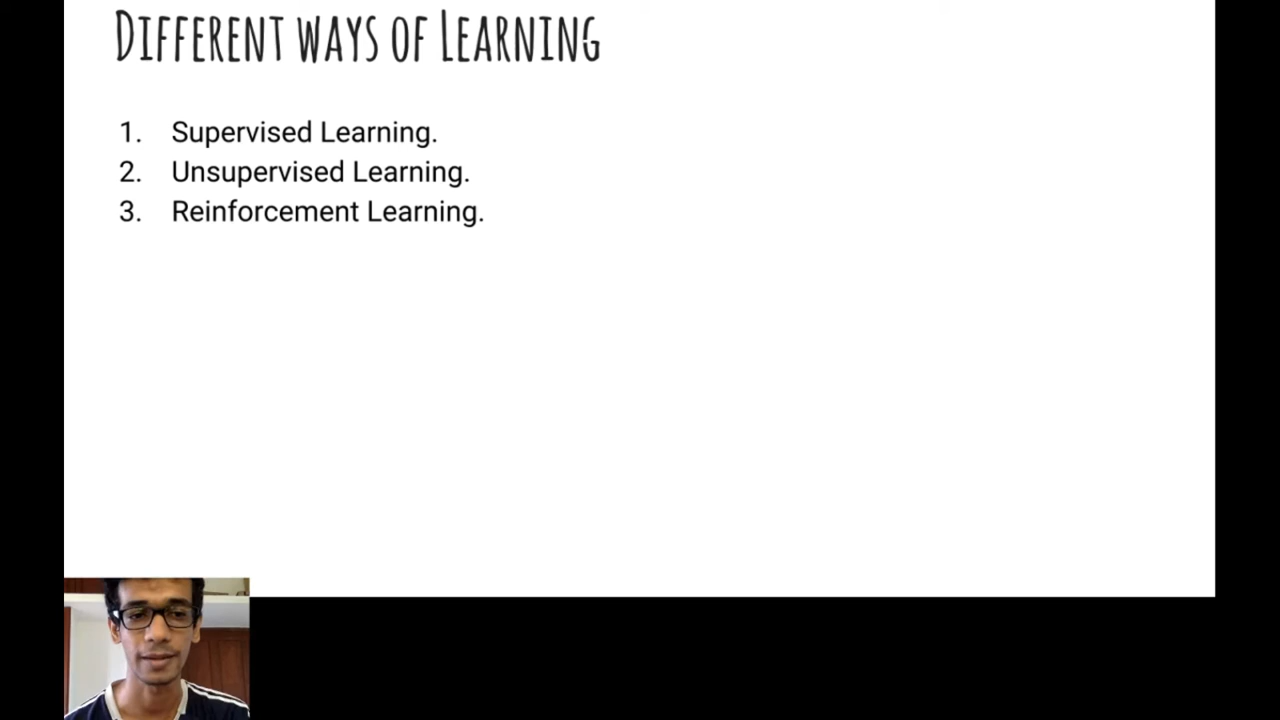 Different ways of Learning
1. Supervised Learning.
2. Unsupervised Learning.
3. Reinforcement Learning.